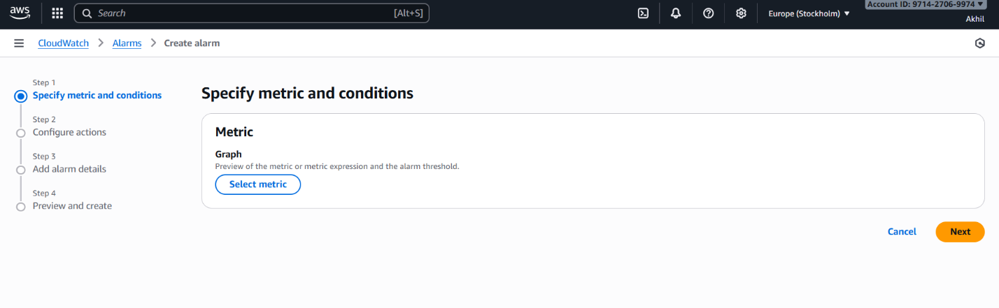 aws
Search [Alt+S]
Europe (Stockholm) ▼
Account ID: 9714-2706-9974 ▼
Akhil
CloudWatch > Alarms > Create alarm
Step 1
Specify metric and conditions
Step 2
Configure actions
Step 3
Add alarm details
Step 4
Preview and create
Specify metric and conditions
Metric
Graph
Preview of the metric or metric expression and the alarm threshold.
Select metric
Cancel
Next